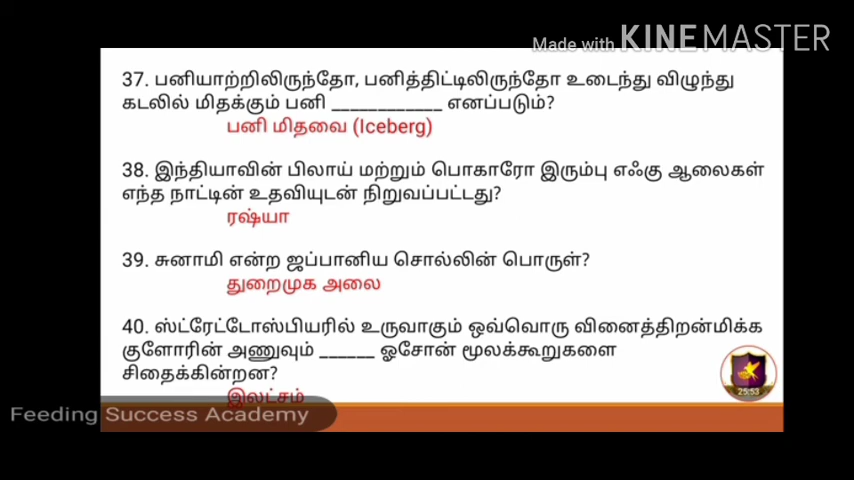 Made with KINEMASTER
37. பனியாற்றிலிருந்தோ, பனித்திட்டிலிருந்தோ உடைந்து விழுந்து
கடலில் மிதக்கும் பனி ____________ எனப்படும்?
பனி மிதவை (Iceberg)
38. இந்தியாவின் பிலாய் மற்றும் பொகாரோ இரும்பு எஃகு ஆலைகள்
எந்த நாட்டின் உதவியுடன் நிறுவப்பட்டது?
ரஷ்யா
39. சுனாமி என்ற ஜப்பானிய சொல்லின் பொருள்?
துறைமுக அலை
40. ஸ்ட்ரேட்டோஸ்பியரில் உருவாகும் ஒவ்வொரு வினைத்திறன்மிக்க
குளோரின் அணுவும் ______ ஓசோன் மூலக்கூறுகளை
சிதைக்கின்றன?
இலட்சம்
25:53
Feeding Success Academy